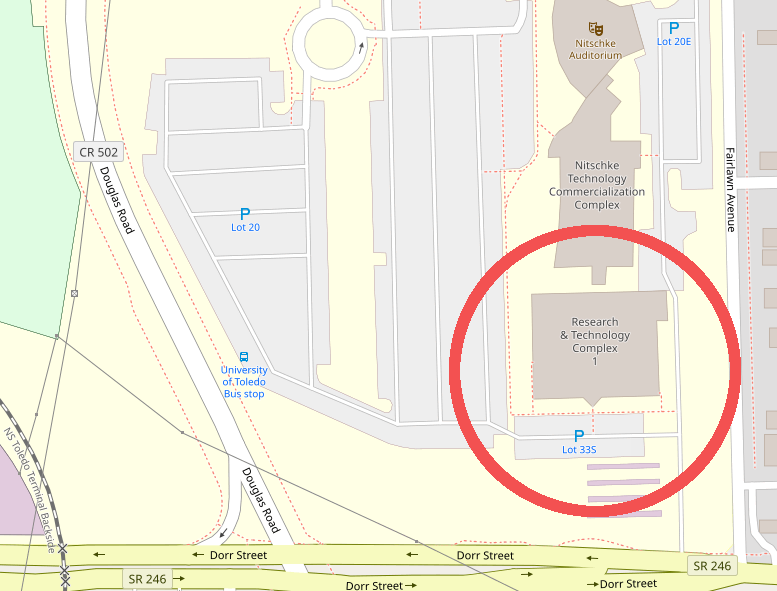 Nitschke
Auditorium
P
Lot 20E
CR 502
Douglas Road
Nitschke
Technology
Commercialization
Complex
Fairlawn Avenue
P
Lot 20
Research
& Technology
Complex
1
University
of Toledo
Bus stop
P
Lot 33S
NS Toledo Terminal Backside
Douglas Road
Dorr Street
Dorr Street
SR 246
SR 246
Dorr Street
Dorr Street